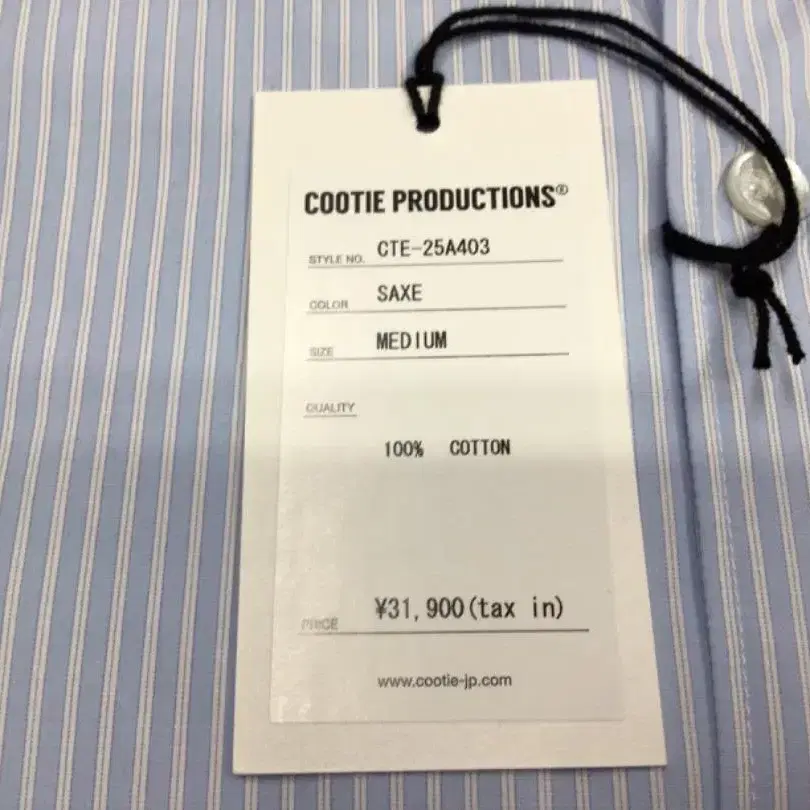 COOTIE PRODUCTIONS®
STYLE NO. CTE-25A403
COLOR SAXE
SIZE MEDIUM
QUALITY
100% COTTON
PRICE ¥31,900(tax in)
www.cootie-jp.com